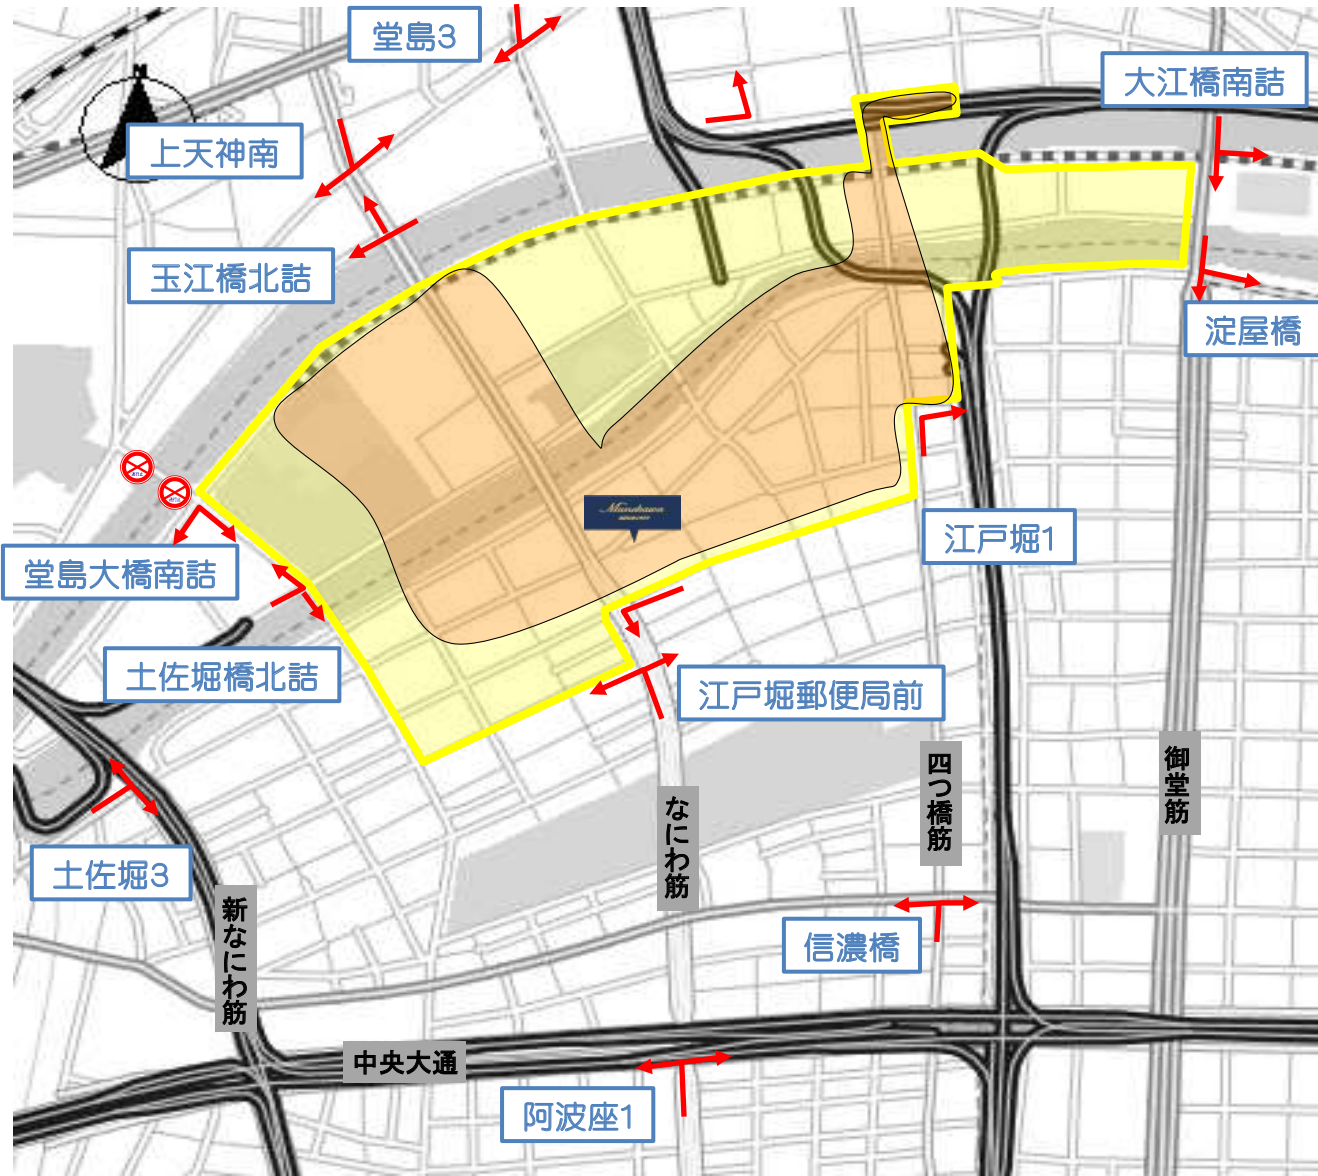 堂島3
大江橋南詰
N
上天神南
玉江橋北詰
淀屋橋
江戸堀1
堂島大橋南詰
土佐堀橋北詰
江戸堀郵便局前
御堂筋
四つ橋筋
なにわ筋
土佐堀3
新なにわ筋
信濃橋
中央大通
阿波座1